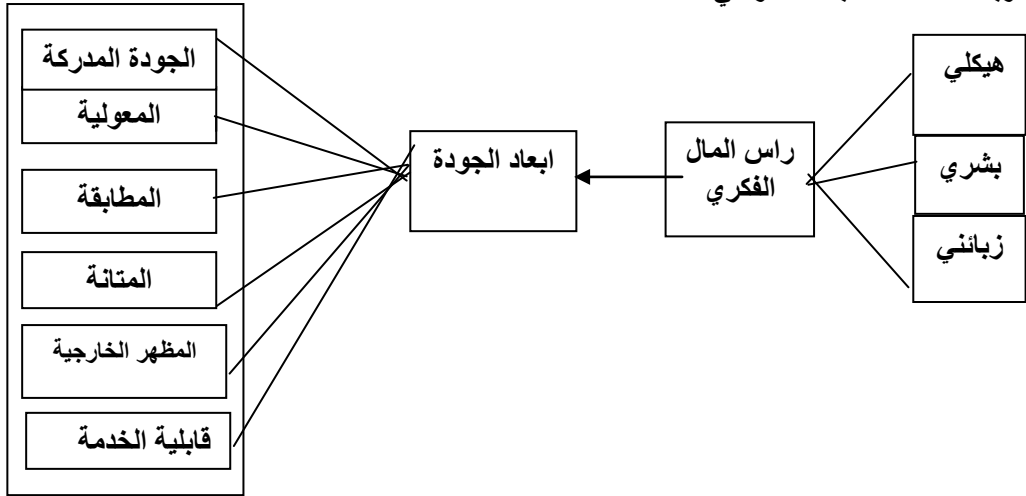 هيكلي
بشري
زبائني
راس المال
الفكري
ابعاد الجودة
الجودة المدركة
المعولية
المطابقة
المتانة
المظهر الخارجية
قابلية الخدمة